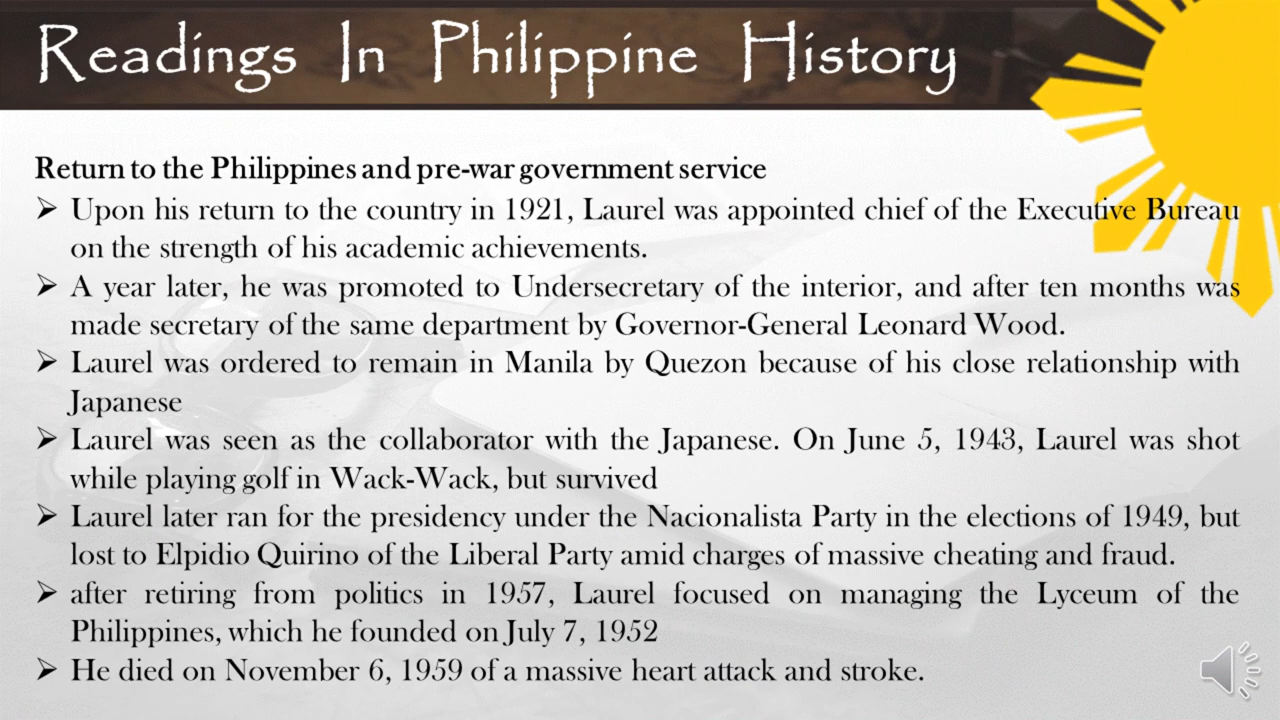 Readings In Philippine History
Return to the Philippines and pre-war government service
➢ Upon his return to the country in 1921, Laurel was appointed chief of the Executive Bureau
on the strength of his academic achievements.
➢ A year later, he was promoted to Undersecretary of the interior, and after ten months was
made secretary of the same department by Governor-General Leonard Wood.
➢ Laurel was ordered to remain in Manila by Quezon because of his close relationship with
Japanese
➢ Laurel was seen as the collaborator with the Japanese. On June 5, 1943, Laurel was shot
while playing golf in Wack-Wack, but survived
➢ Laurel later ran for the presidency under the Nacionalista Party in the elections of 1949, but
lost to Elpidio Quirino of the Liberal Party amid charges of massive cheating and fraud.
➢ after retiring from politics in 1957, Laurel focused on managing the Lyceum of the
Philippines, which he founded on July 7, 1952
➢ He died on November 6, 1959 of a massive heart attack and stroke.